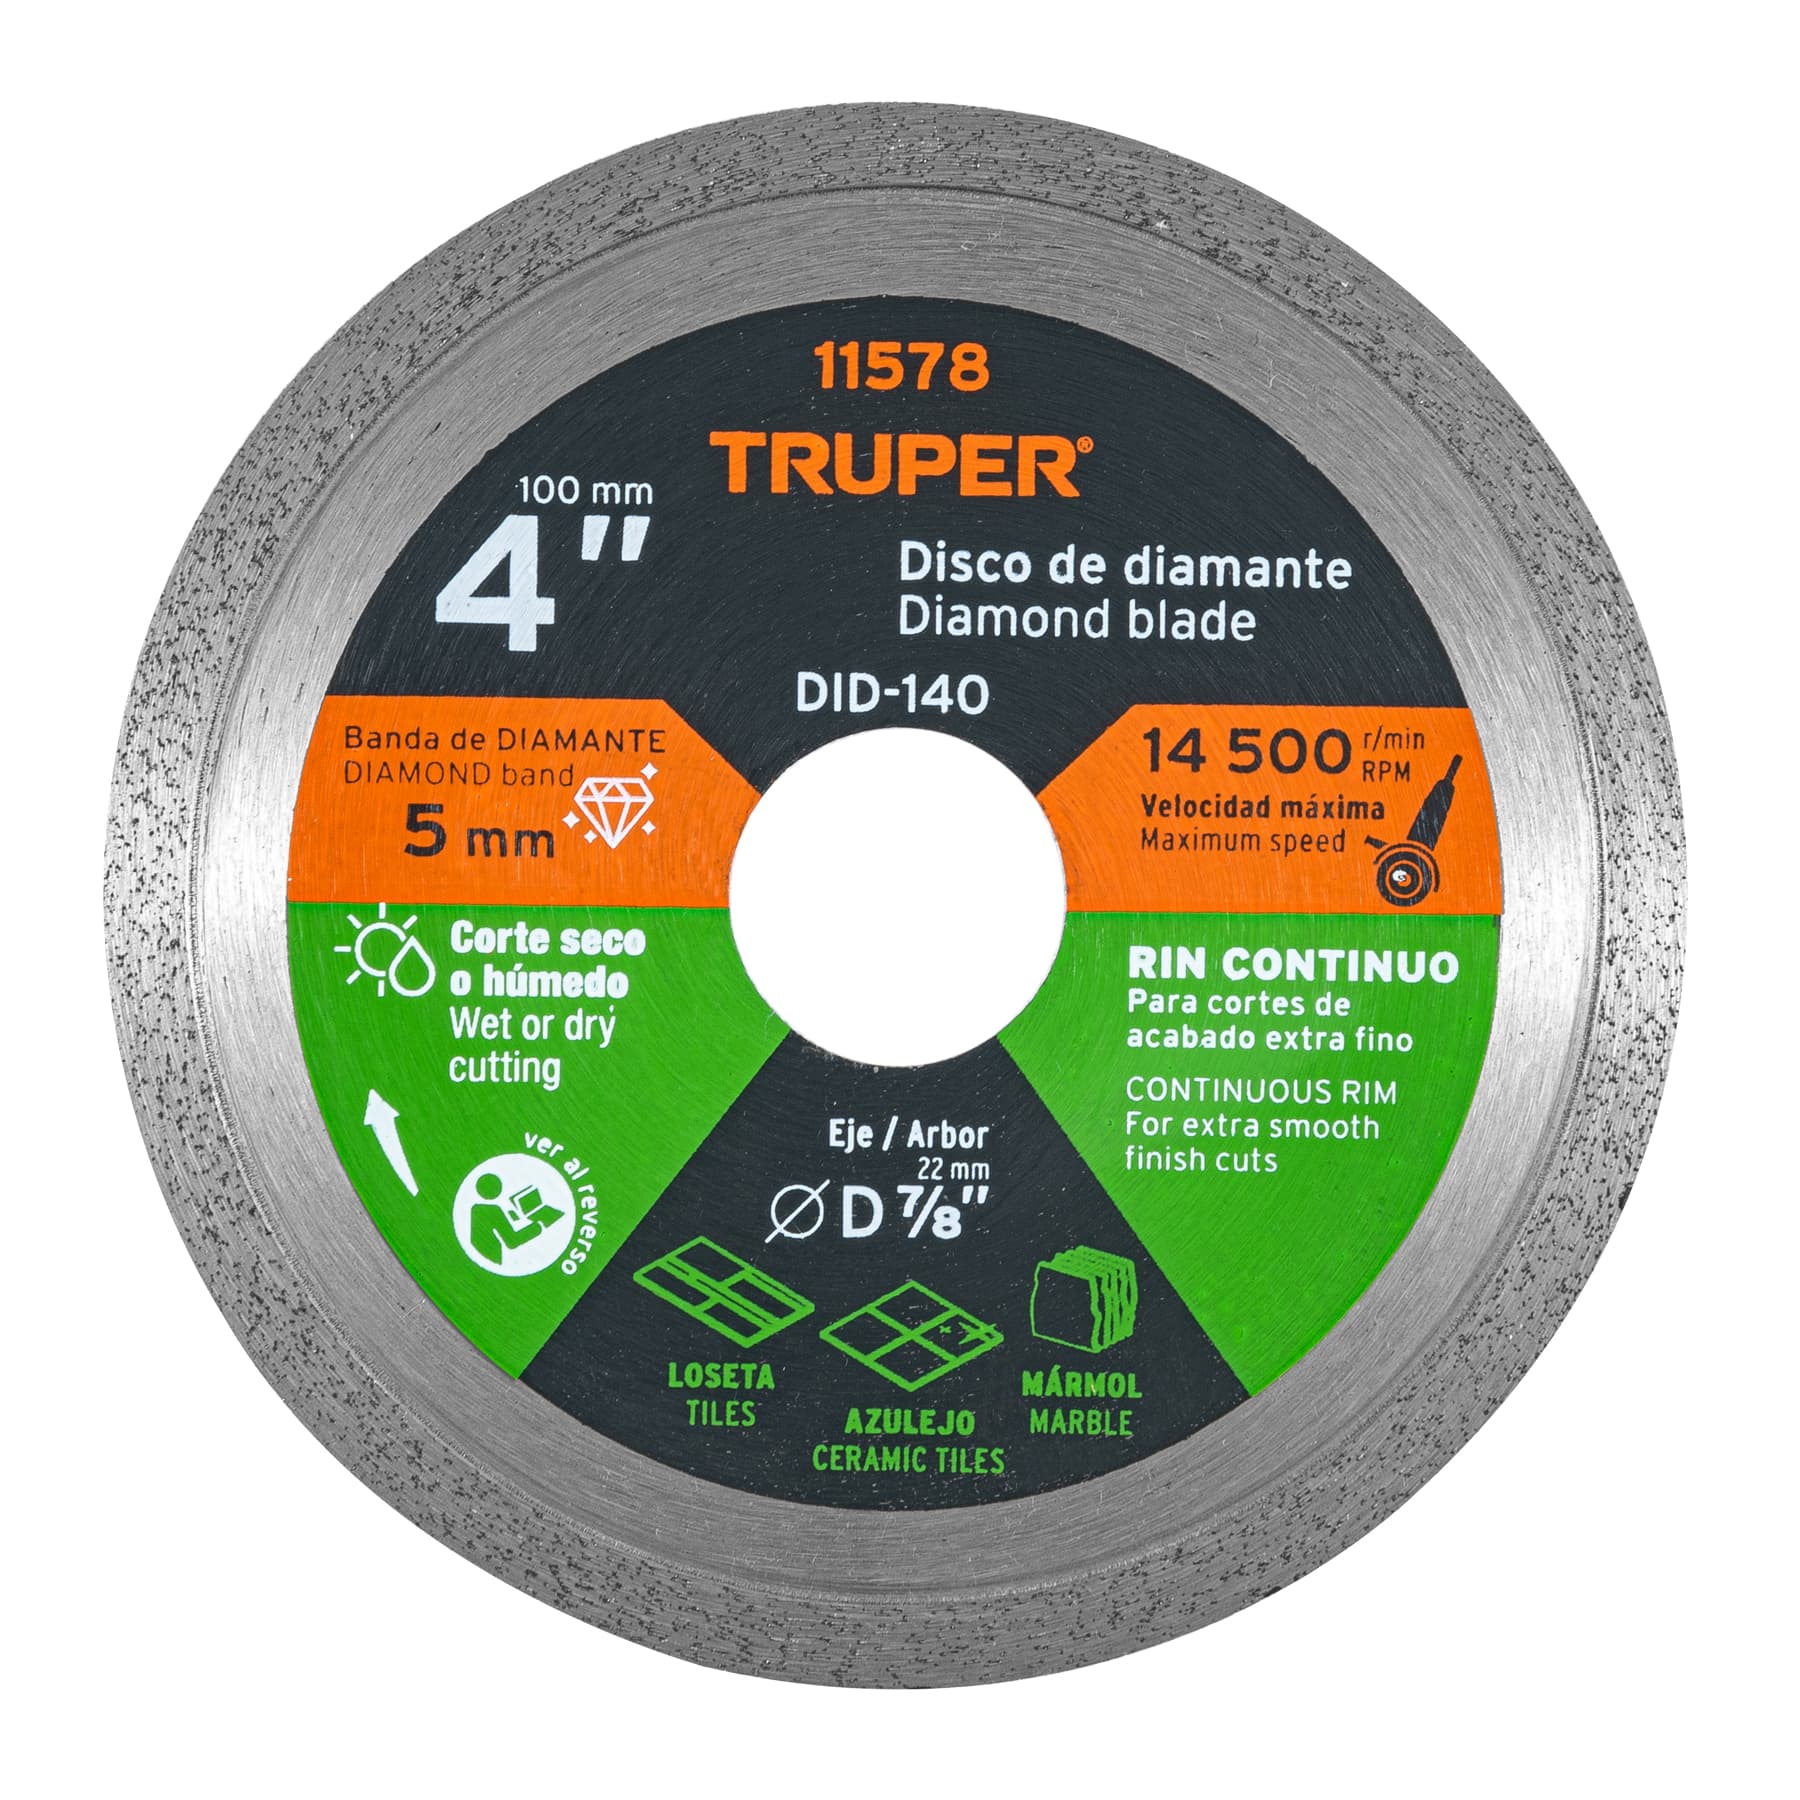 11578
TRUPER®
100 mm
4"
Disco de diamante
Diamond blade
DID-140
Banda de DIAMANTE
DIAMOND band
5 mm
14 500 r/min
RPM
Velocidad máxima
Maximum speed
Corte seco
o húmedo
Wet or dry
cutting
ver al reverso
RIN CONTINUO
Para cortes de
acabado extra fino
CONTINUOUS RIM
For extra smooth
finish cuts
Eje / Arbor
22 mm
Ø D 7/8"
LOSETA
TILES
AZULEJO
CERAMIC TILES
MÁRMOL
MARBLE